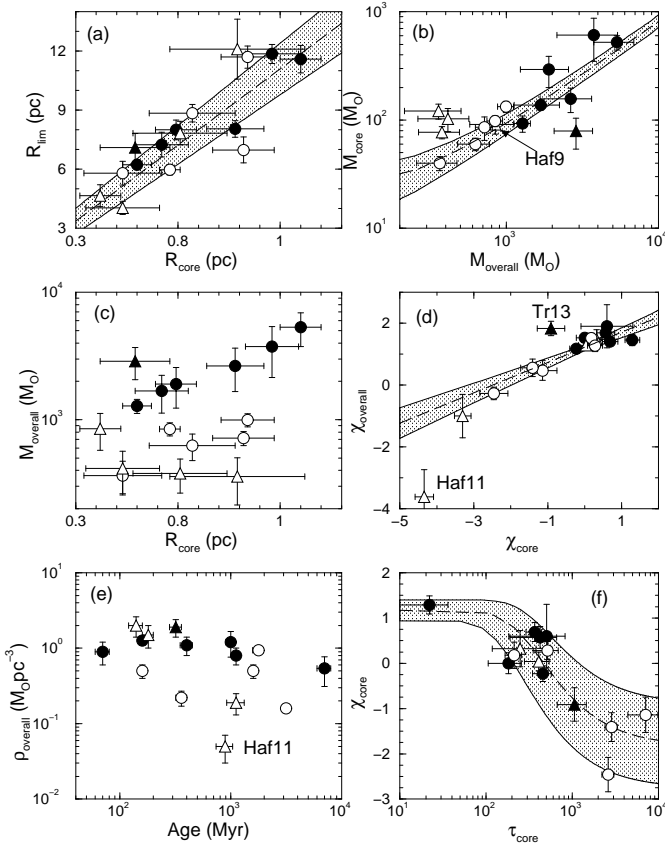 (a)
12
9
6
3
R_lim (pc)
0.3 0.8 1
R_core (pc)
(b)
10^3
10^2
10^1
M_core (M_O)
Haf9
10^3 10^4
M_overall (M_O)
(c)
10^4
10^3
M_overall (M_O)
0.3 0.8 1
R_core (pc)
(d)
Tr13
2
0
−2
−4
χ_overall
Haf11
−5 −3 −1 1
χ_core
(e)
10^2
10^1
10^0
10^−1
10^−2
ρ_overall (M_O pc^−3)
Haf11
10^2 10^3 10^4
Age (Myr)
(f)
2
1
0
−1
−2
−3
χ_core
10^1 10^2 10^3 10^4
τ_core